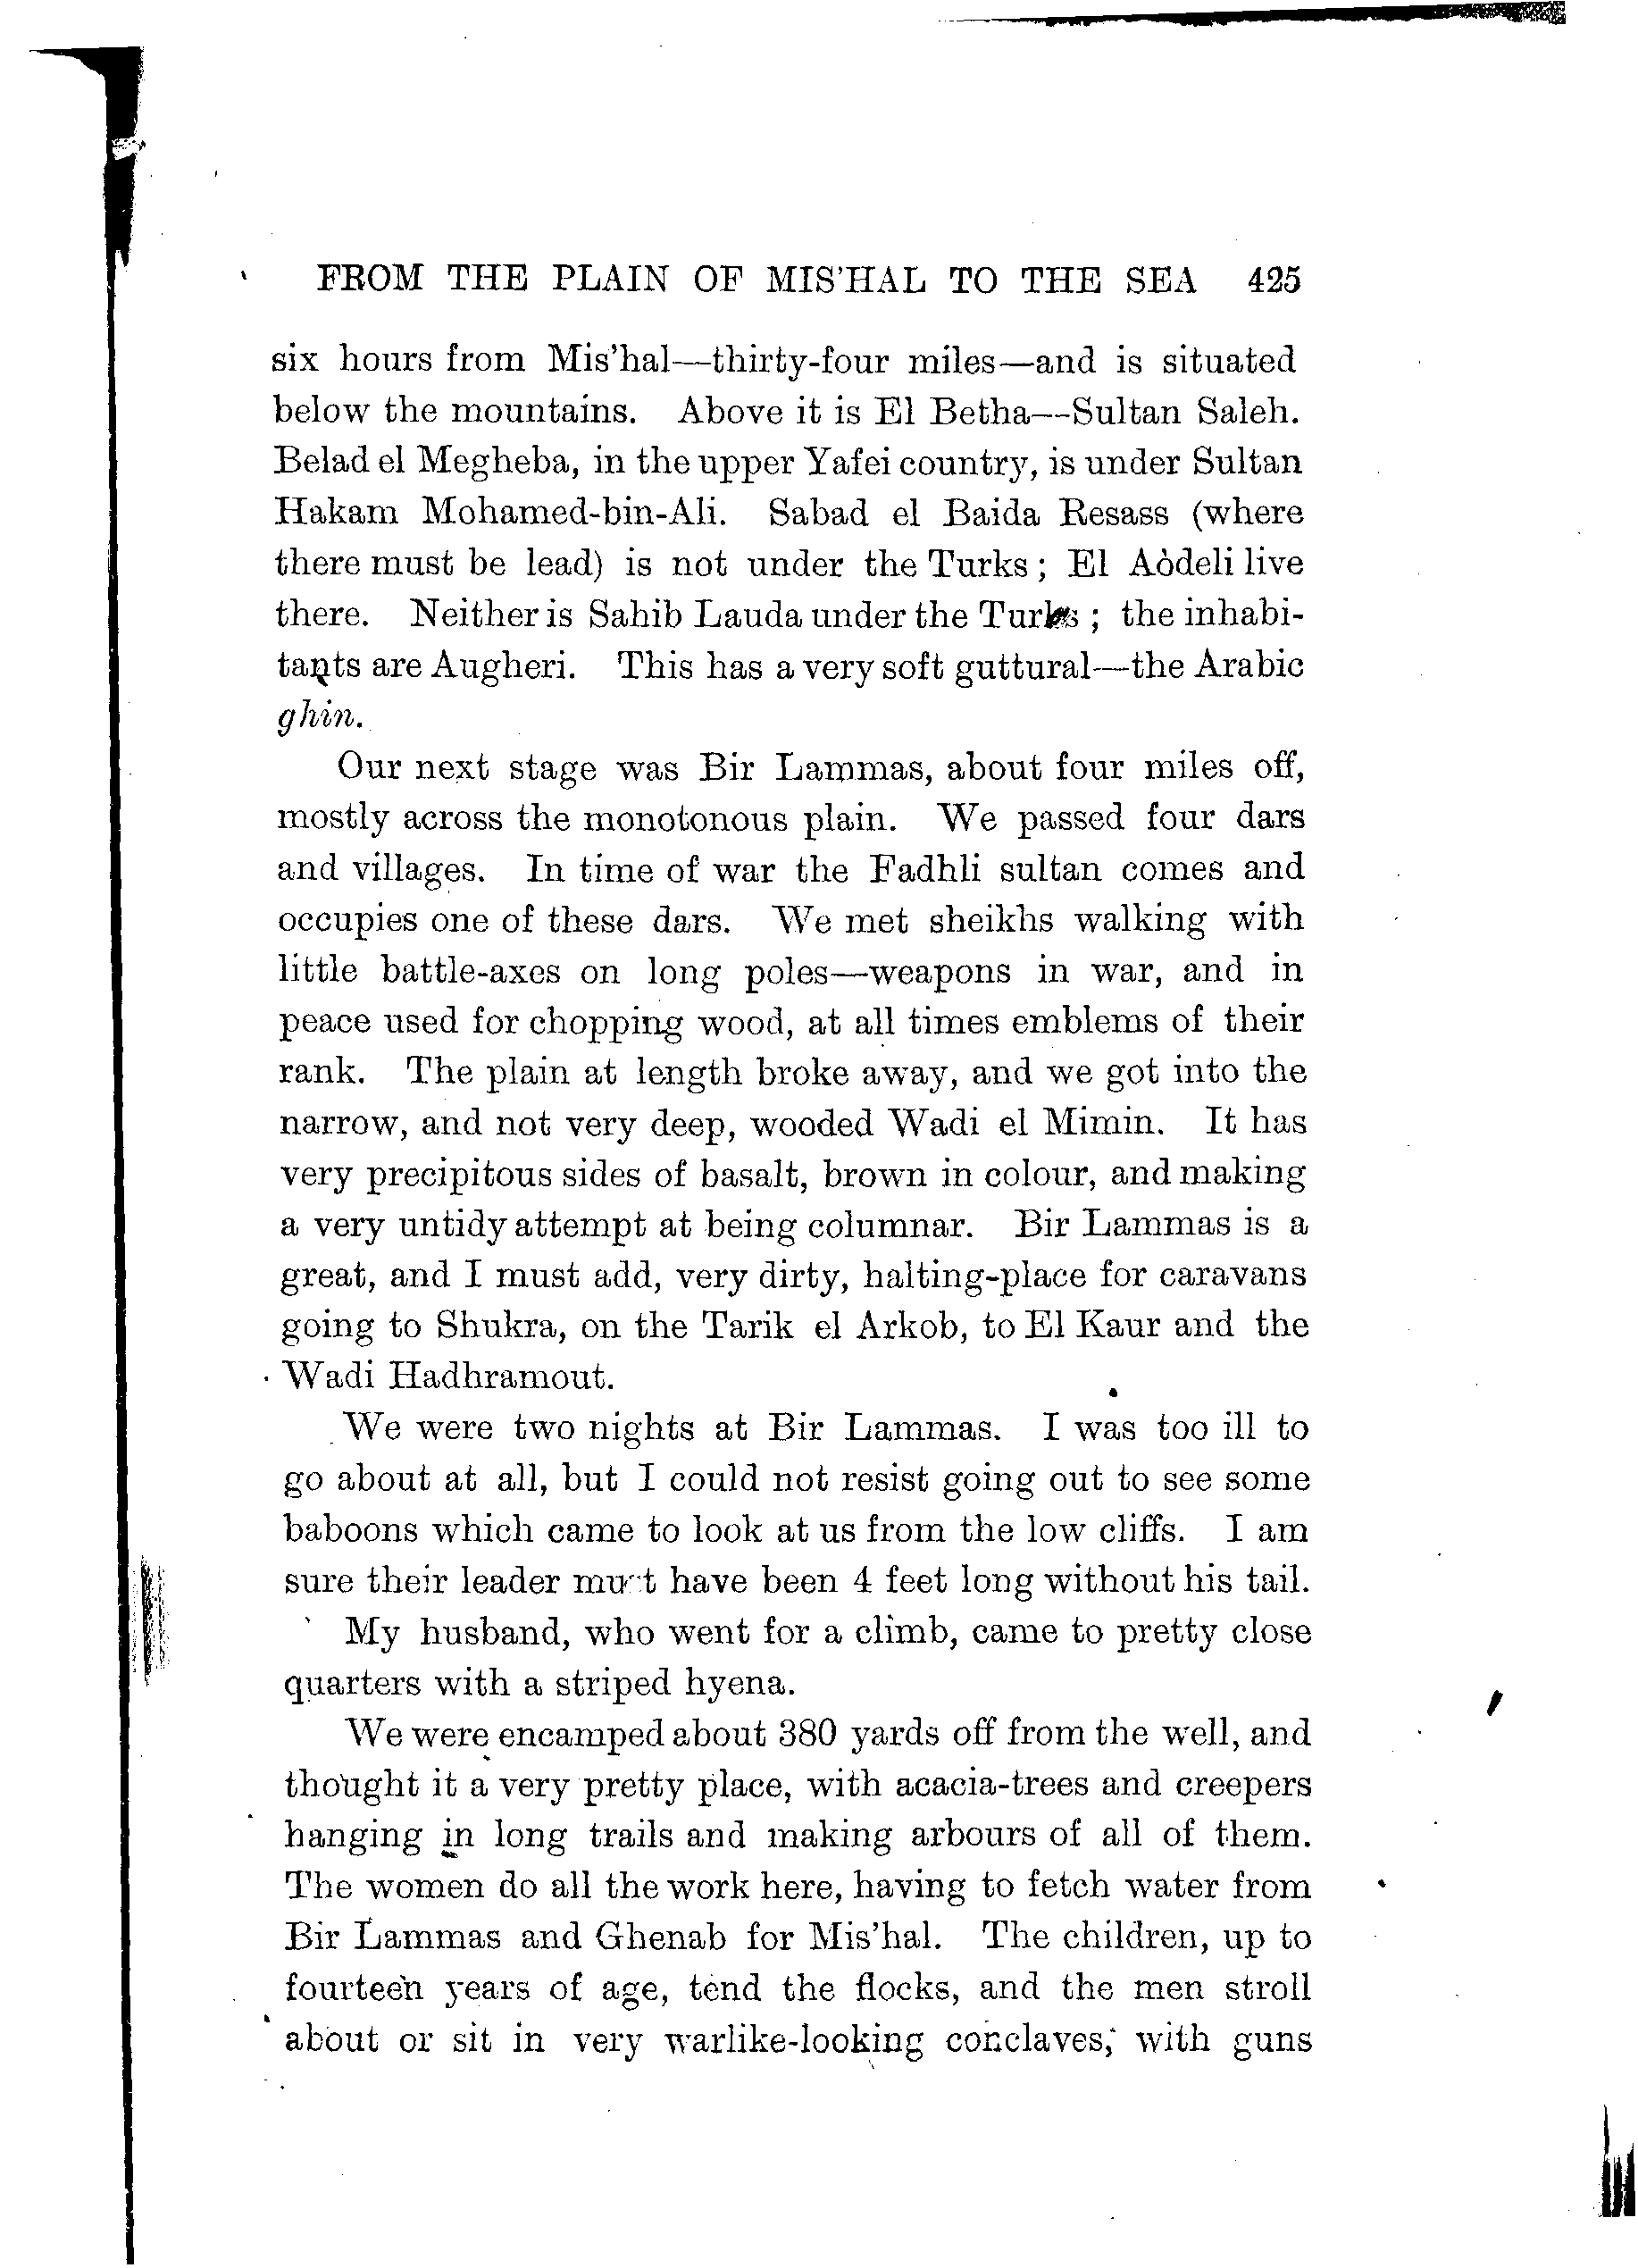 FROM THE PLAIN OF MIS'HAL TO THE SEA 425
six hours from Mis'hal—thirty-four miles—and is situated
below the mountains. Above it is El Betha—Sultan Saleh.
Belad el Megheba, in the upper Yafei country, is under Sultan
Hakam Mohamed-bin-Ali. Sabad el Baida Resass (where
there must be lead) is not under the Turks; El Aòdeli live
there. Neither is Sahib Lauda under the Turks; the inhabi-
tants are Augheri. This has a very soft guttural—the Arabic
ghin.
Our next stage was Bir Lammas, about four miles off,
mostly across the monotonous plain. We passed four dars
and villages. In time of war the Fadhli sultan comes and
occupies one of these dars. We met sheikhs walking with
little battle-axes on long poles—weapons in war, and in
peace used for chopping wood, at all times emblems of their
rank. The plain at length broke away, and we got into the
narrow, and not very deep, wooded Wadi el Mimin. It has
very precipitous sides of basalt, brown in colour, and making
a very untidy attempt at being columnar. Bir Lammas is a
great, and I must add, very dirty, halting-place for caravans
going to Shukra, on the Tarik el Arkob, to El Kaur and the
Wadi Hadhramout.
We were two nights at Bir Lammas. I was too ill to
go about at all, but I could not resist going out to see some
baboons which came to look at us from the low cliffs. I am
sure their leader must have been 4 feet long without his tail.
My husband, who went for a climb, came to pretty close
quarters with a striped hyena.
We were encamped about 380 yards off from the well, and
thought it a very pretty place, with acacia-trees and creepers
hanging in long trails and making arbours of all of them.
The women do all the work here, having to fetch water from
Bir Lammas and Ghenab for Mis'hal. The children, up to
fourteen years of age, tend the flocks, and the men stroll
about or sit in very warlike-looking conclaves, with guns